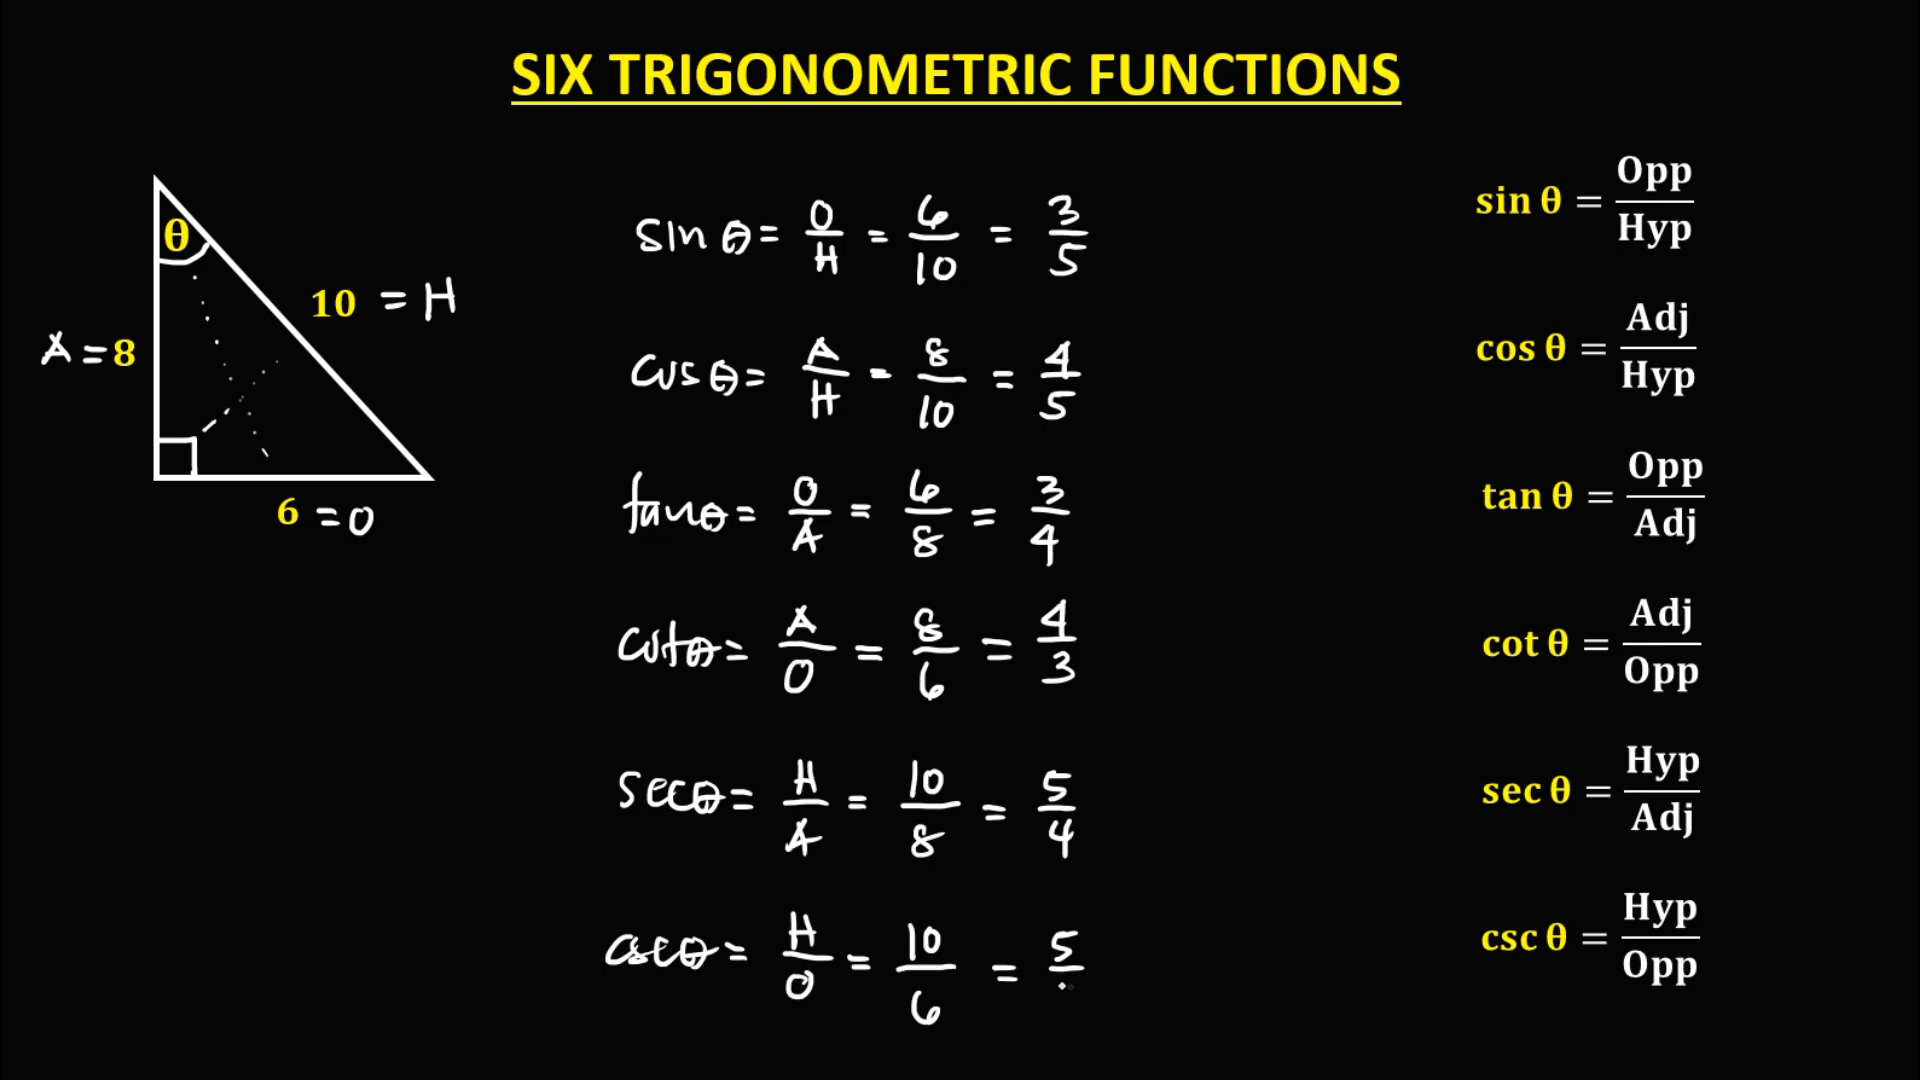 SIX TRIGONOMETRIC FUNCTIONS
θ
10 = H
A = 8
6 = O
sin θ = O/H = 6/10 = 3/5
cos θ = A/H = 8/10 = 4/5
tan θ = O/A = 6/8 = 3/4
cot θ = A/O = 8/6 = 4/3
sec θ = H/A = 10/8 = 5/4
csc θ = H/O = 10/6 = 5/
sin θ = Opp/Hyp
cos θ = Adj/Hyp
tan θ = Opp/Adj
cot θ = Adj/Opp
sec θ = Hyp/Adj
csc θ = Hyp/Opp